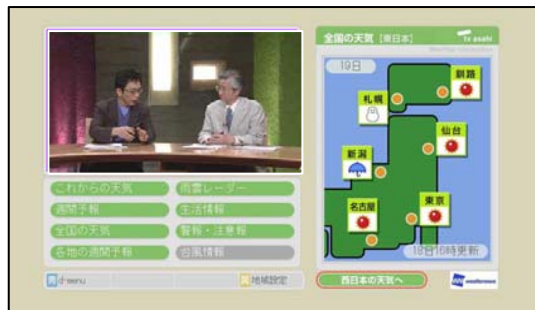 全国の天気【東日本】
tv asahi
19日
釧路
札幌
仙台
新潟
名古屋
東京
18日16時更新
これからの天気
雨雲レーダー
週間予報
生活情報
全国の天気
警報・注意報
各地の週間予報
台風情報
d-menu
地域設定
西日本の天気へ
weathernews